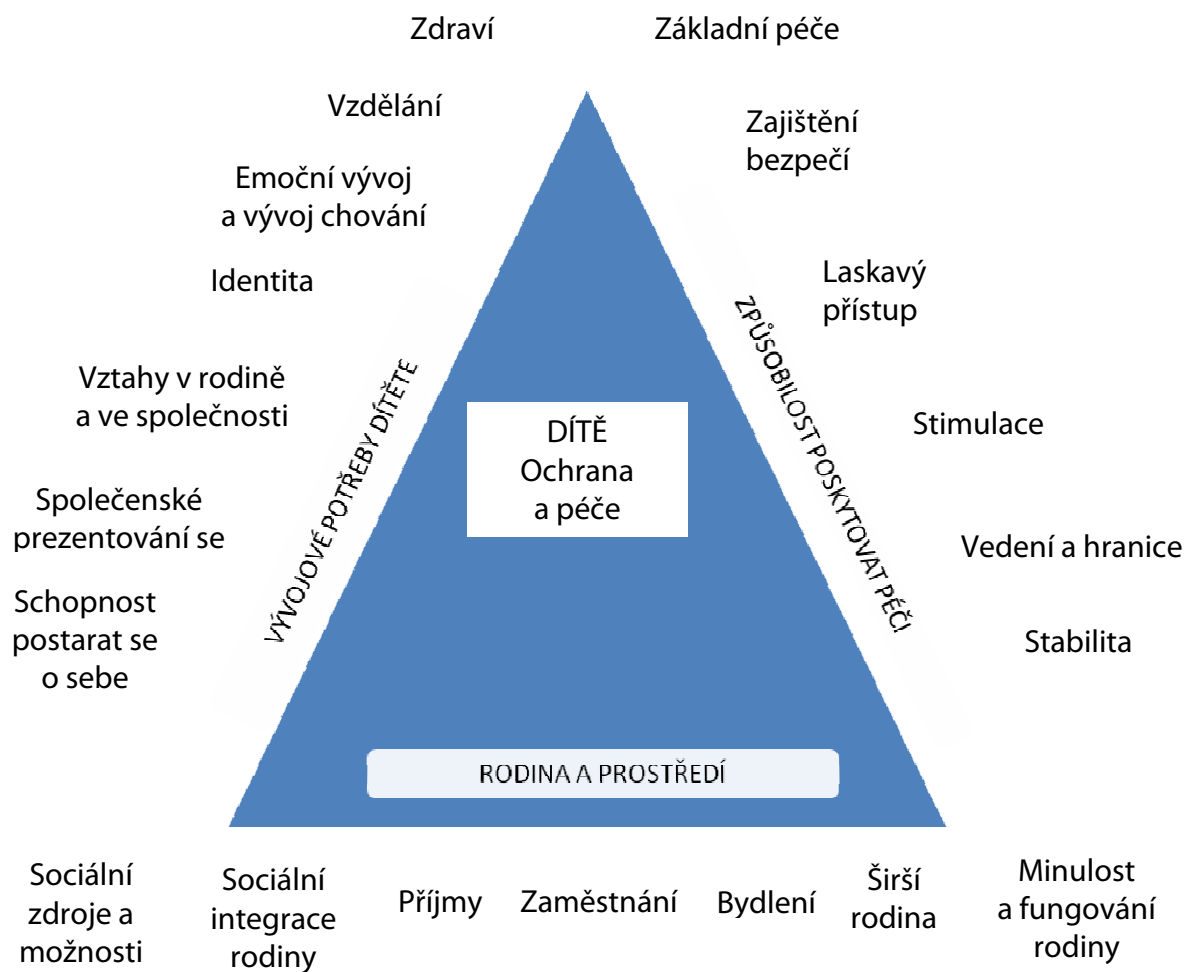 Zdraví
Základní péče
Vzdělání
Zajištění
bezpečí
Emoční vývoj
a vývoj chování
Identita
Laskavý
přístup
Vztahy v rodině
a ve společnosti
Stimulace
Společenské
prezentování se
Vedení a hranice
Schopnost
postarat se
o sebe
Stabilita
VÝVOJOVÉ POTŘEBY DÍTĚTE
ZPŮSOBILOST POSKYTOVAT PÉČI
DÍTĚ
Ochrana
a péče
RODINA A PROSTŘEDÍ
Sociální
zdroje a
možnosti
Sociální
integrace
rodiny
Příjmy
Zaměstnání
Bydlení
Širší
rodina
Minulost
a fungování
rodiny